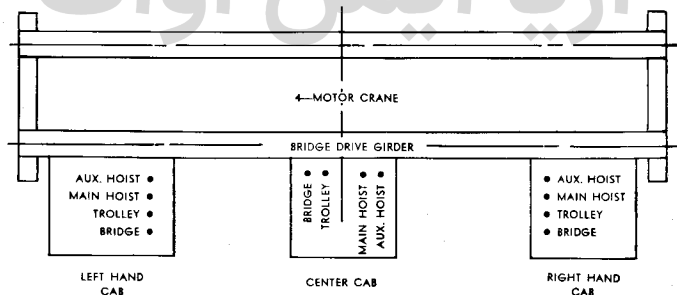 4—MOTOR CRANE
BRIDGE DRIVE GIRDER
AUX. HOIST
MAIN HOIST
TROLLEY
BRIDGE
LEFT HAND
CAB
BRIDGE
TROLLEY
MAIN HOIST
AUX. HOIST
CENTER CAB
AUX. HOIST
MAIN HOIST
TROLLEY
BRIDGE
RIGHT HAND
CAB